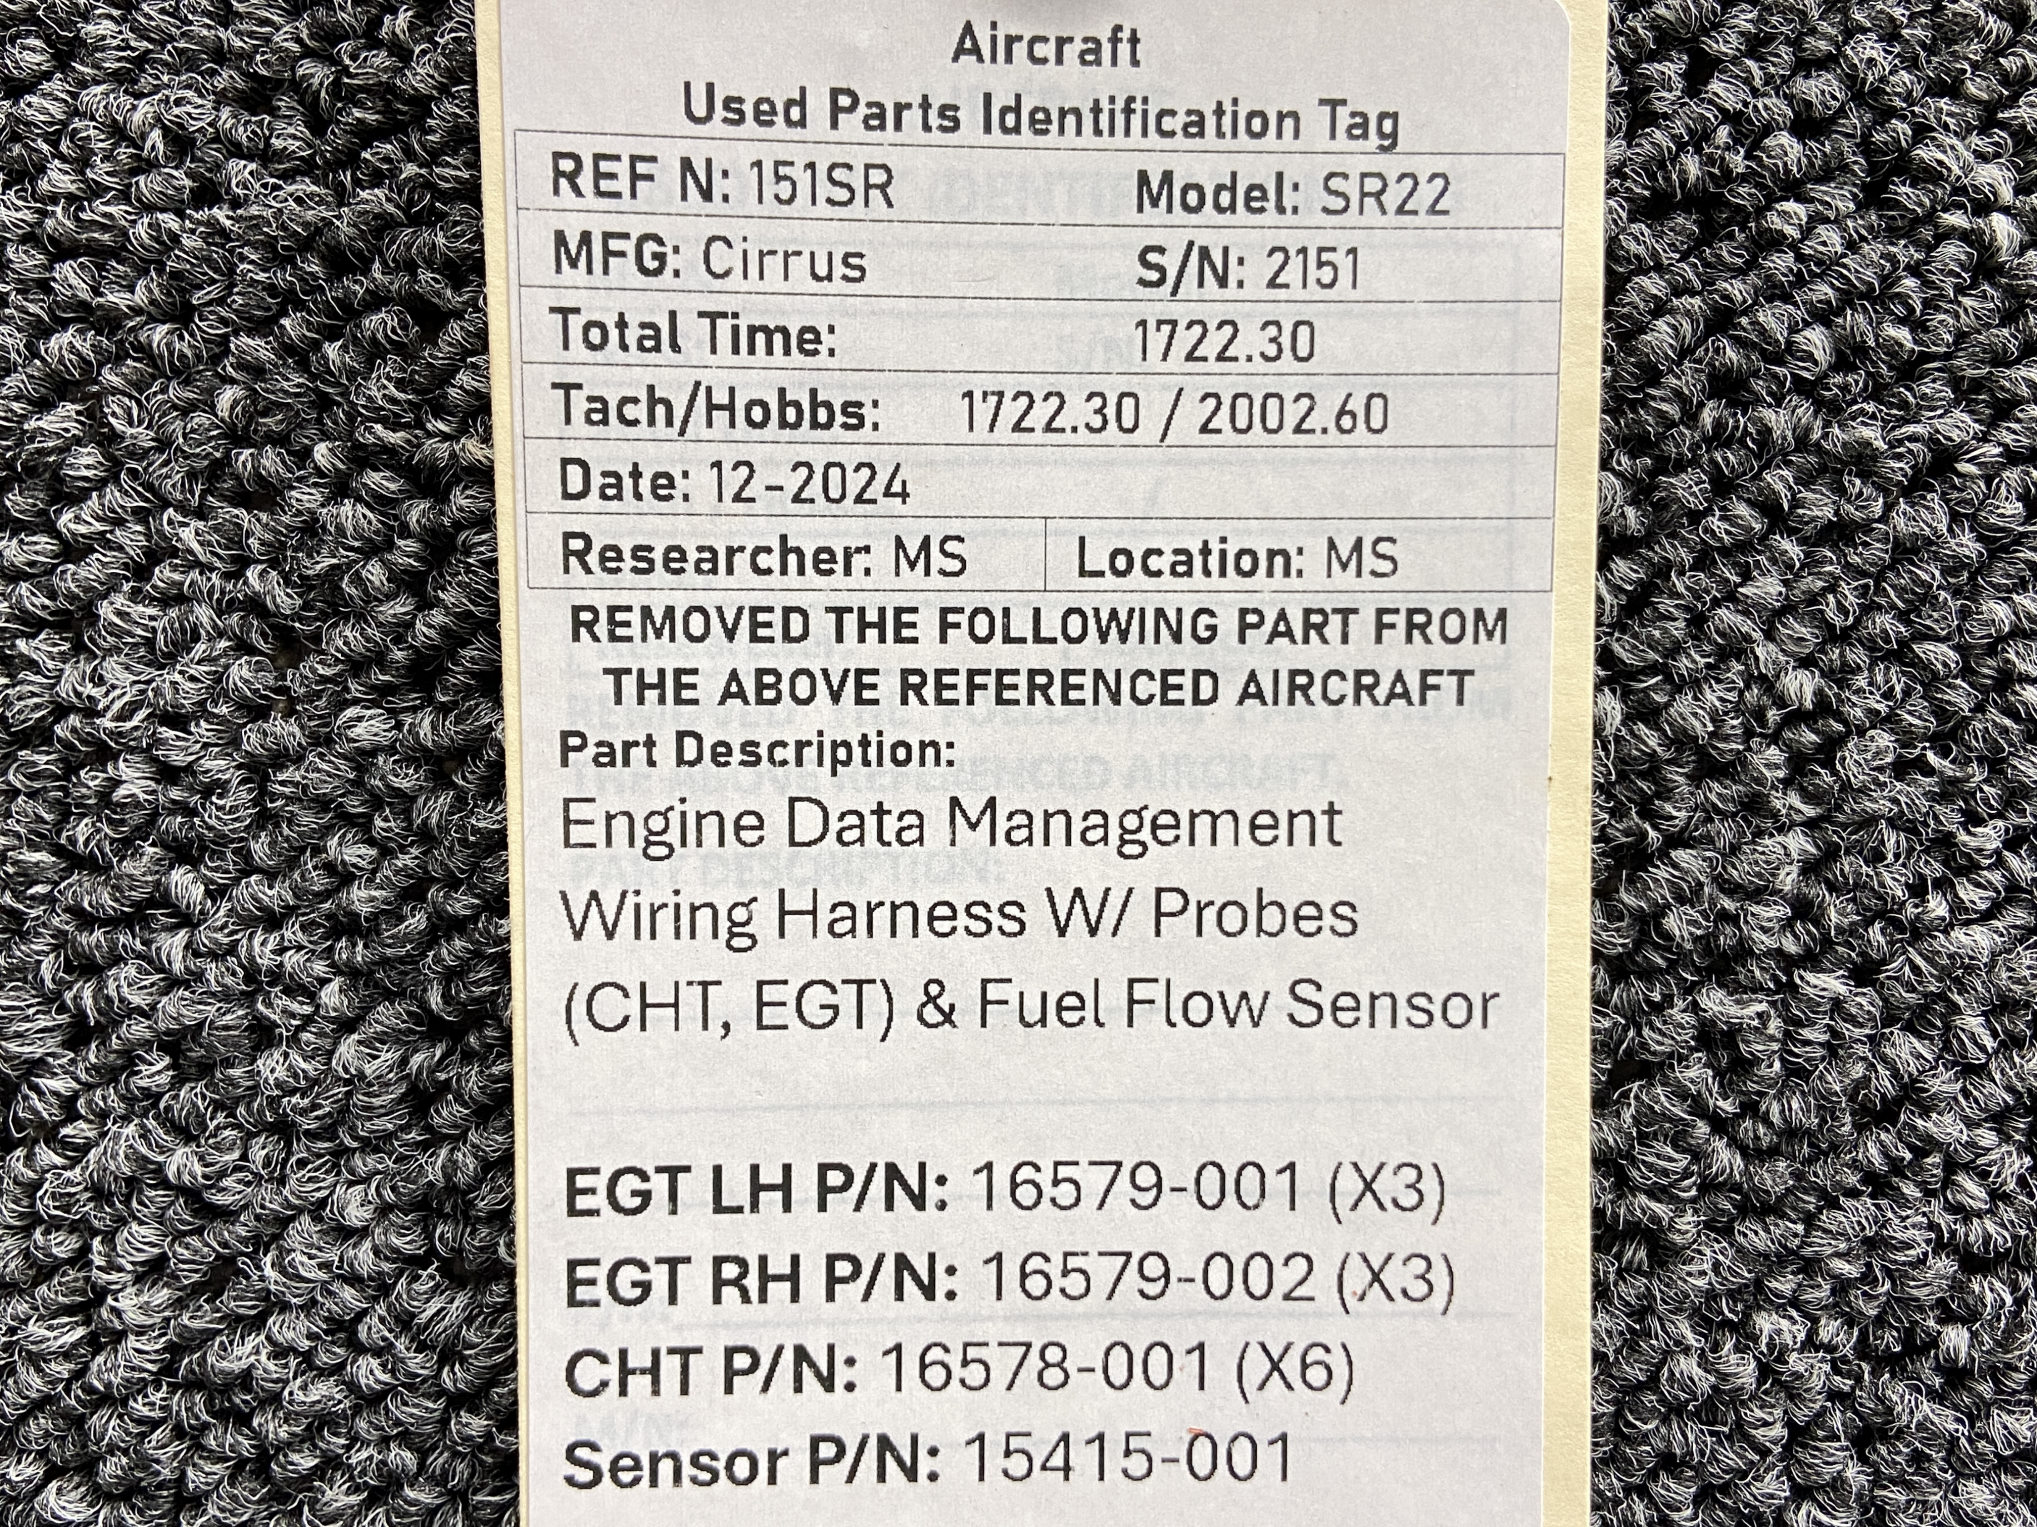 Aircraft
Used Parts Identification Tag
REF N: 151SR Model: SR22
MFG: Cirrus S/N: 2151
Total Time: 1722.30
Tach/Hobbs: 1722.30 / 2002.60
Date: 12-2024
Researcher: MS Location: MS
REMOVED THE FOLLOWING PART FROM
THE ABOVE REFERENCED AIRCRAFT
Part Description:
Engine Data Management
Wiring Harness W/ Probes
(CHT, EGT) & Fuel Flow Sensor
EGT LH P/N: 16579-001 (X3)
EGT RH P/N: 16579-002 (X3)
CHT P/N: 16578-001 (X6)
Sensor P/N: 15415-001